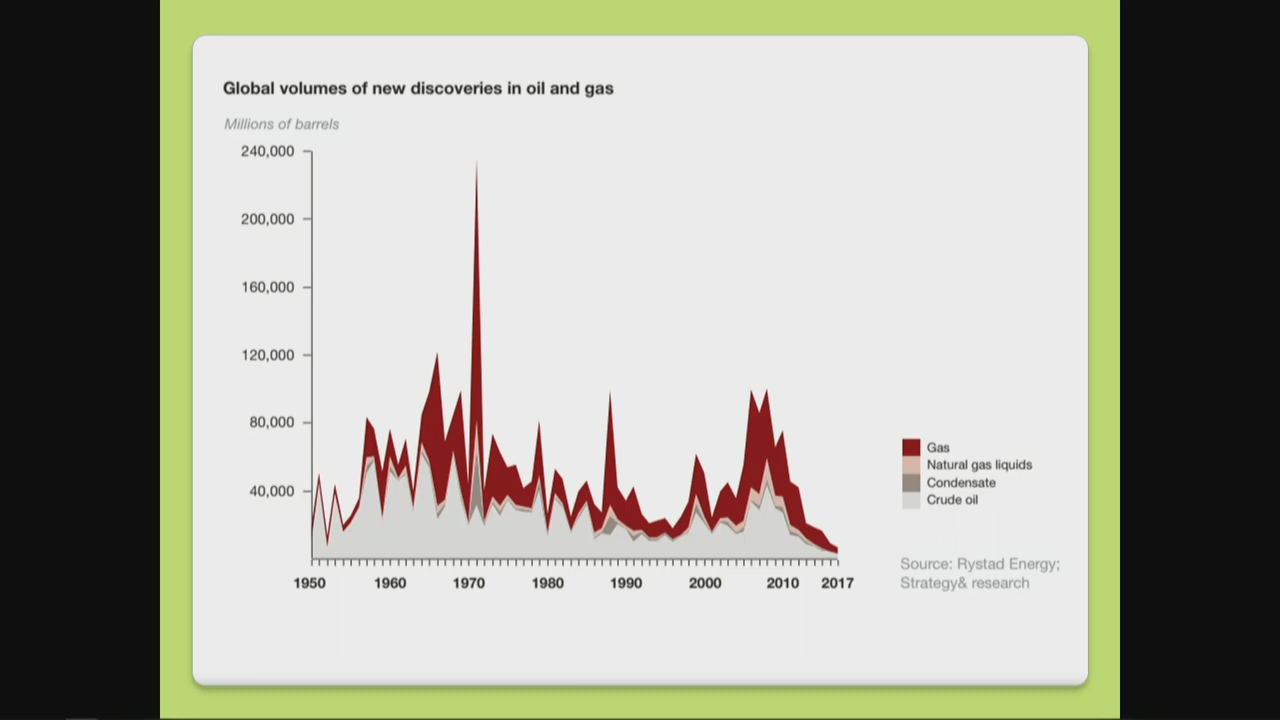 Global volumes of new discoveries in oil and gas
Millions of barrels
240,000
200,000
160,000
120,000
80,000
40,000
1950 1960 1970 1980 1990 2000 2010 2017
Gas
Natural gas liquids
Condensate
Crude oil
Source: Rystad Energy;
Strategy& research